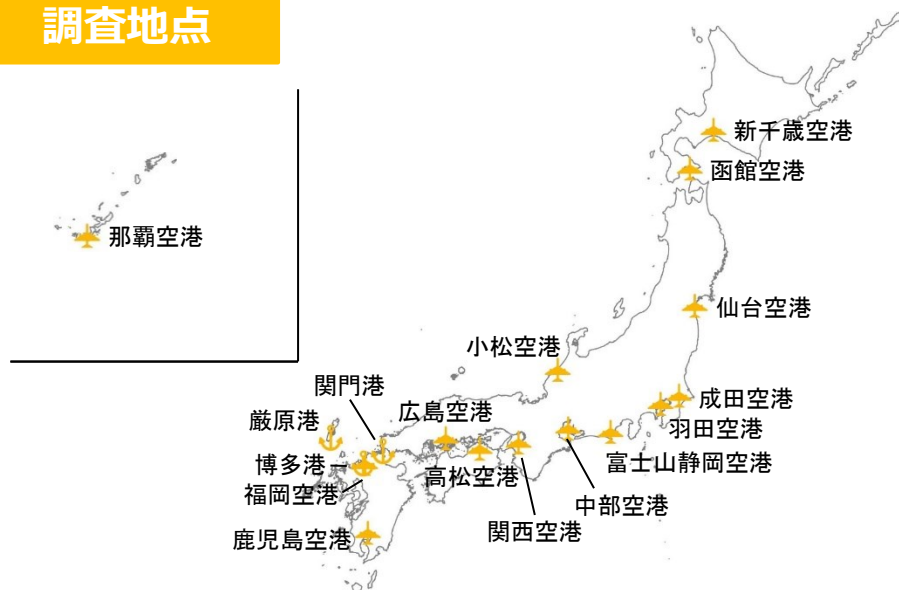 調査地点
新千歳空港
函館空港
那覇空港
仙台空港
小松空港
関門港
成田空港
広島空港
厳原港
羽田空港
博多港
富士山静岡空港
高松空港
福岡空港
中部空港
関西空港
鹿児島空港